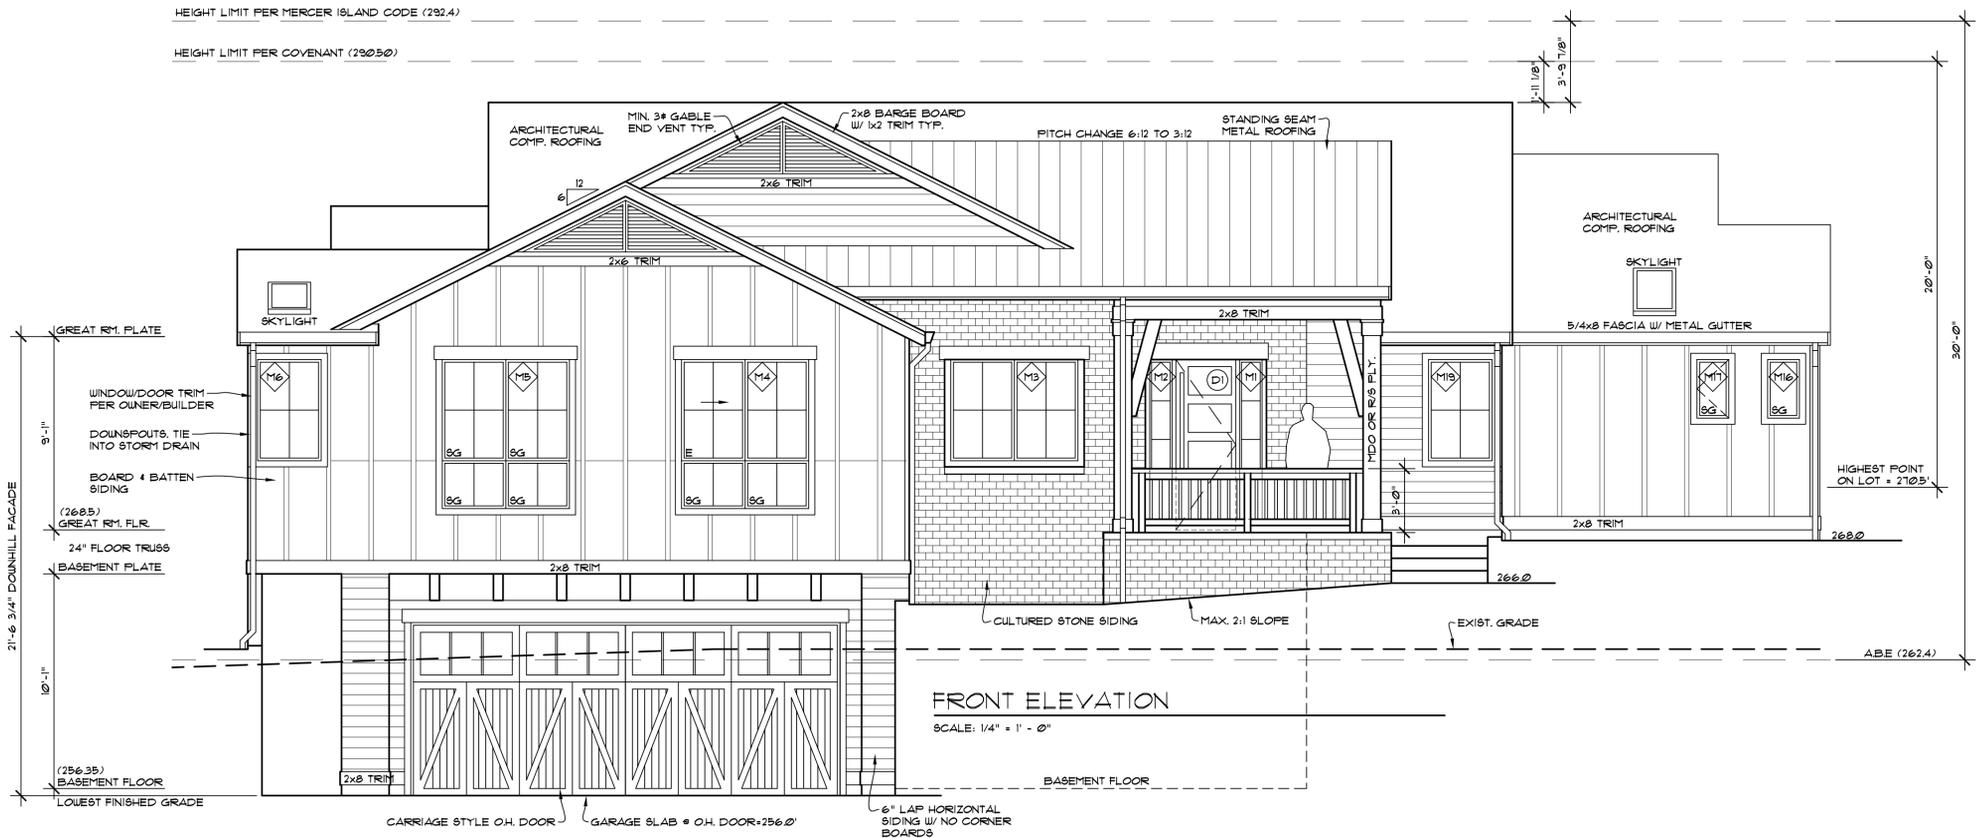 HEIGHT LIMIT PER MERCER ISLAND CODE (292.4)
HEIGHT LIMIT PER COVENANT (290.50)
1'-11 1/8"
3'-9 7/8"
MIN. 3# GABLE
END VENT TYP.
2x8 BARGE BOARD
W/ 1x2 TRIM TYP.
ARCHITECTURAL
COMP. ROOFING
PITCH CHANGE 6:12 TO 3:12
STANDING SEAM
METAL ROOFING
12
6
2x6 TRIM
2x6 TRIM
ARCHITECTURAL
COMP. ROOFING
SKYLIGHT
SKYLIGHT
20'-0"
30'-0"
GREAT RM. PLATE
2x8 TRIM
5/4x8 FASCIA W/ METAL GUTTER
M6
M5
M4
M3
M2
D1
M1
M19
M17
M16
MDO OR R/S PLY.
WINDOW/DOOR TRIM
PER OWNER/BUILDER
DOWNSPOUTS, TIE
INTO STORM DRAIN
BOARD & BATTEN
SIDING
9'-1"
SG
SG
E
SG
SG
SG
SG
SG
SG
HIGHEST POINT
ON LOT = 270.5'
21'-6 3/4" DOWNHILL FACADE
(268.5)
GREAT RM. FLR.
24" FLOOR TRUSS
BASEMENT PLATE
3'-0"
2x8 TRIM
268.0
2x8 TRIM
266.0
CULTURED STONE SIDING
MAX. 2:1 SLOPE
EXIST. GRADE
A.B.E (262.4)
10'-1"
FRONT ELEVATION
SCALE: 1/4" = 1' - 0"
(256.35)
BASEMENT FLOOR
2x8 TRIM
BASEMENT FLOOR
LOWEST FINISHED GRADE
CARRIAGE STYLE O.H. DOOR
GARAGE SLAB @ O.H. DOOR=256.0'
6" LAP HORIZONTAL
SIDING W/ NO CORNER
BOARDS